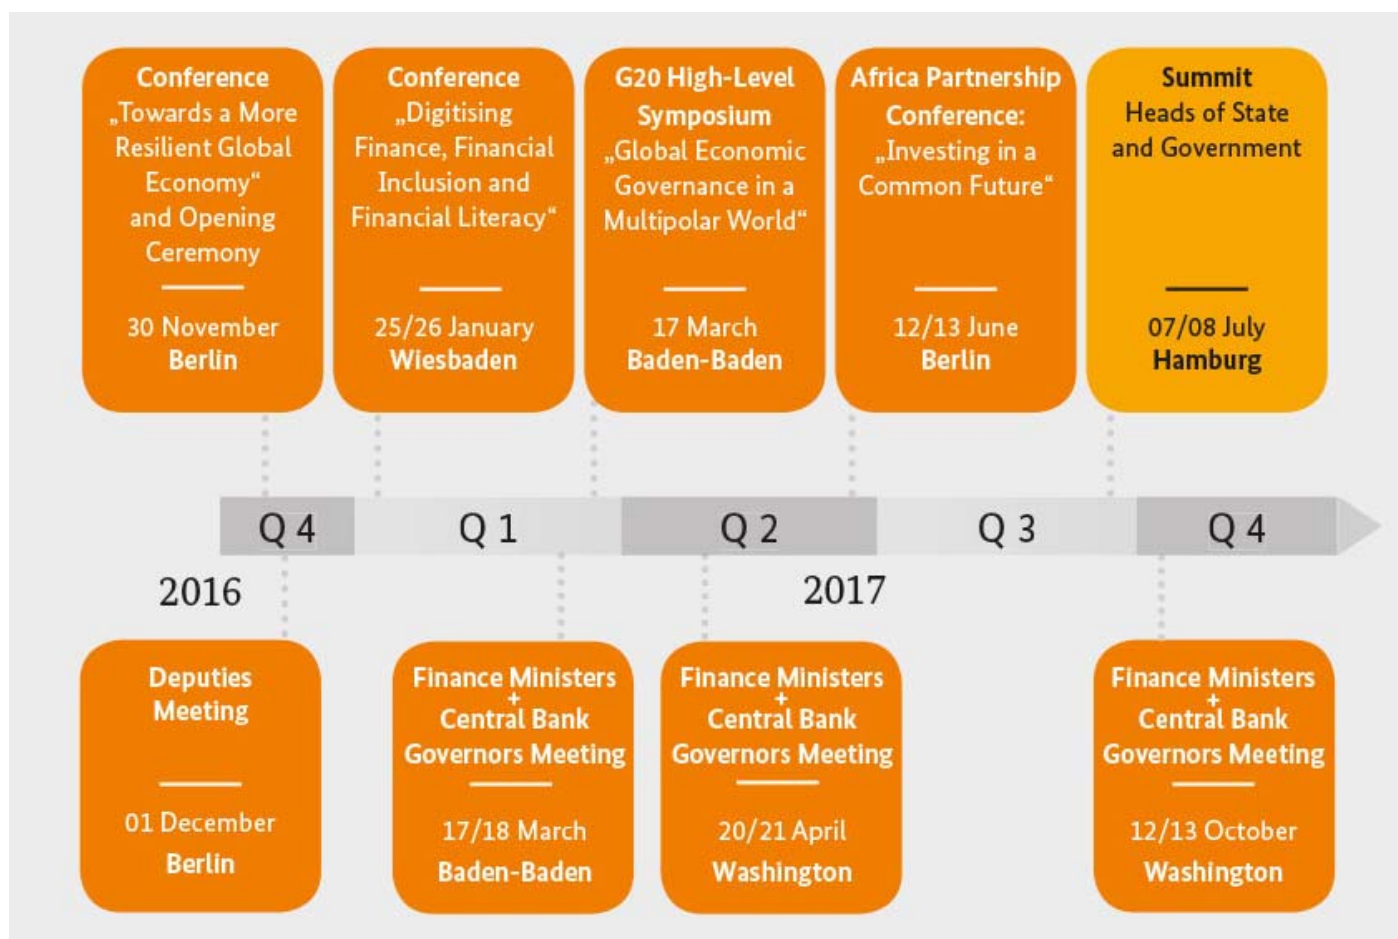 Conference
„Towards a More
Resilient Global
Economy“
and Opening
Ceremony
30 November
Berlin
Conference
„Digitising
Finance, Financial
Inclusion and
Financial Literacy“
25/26 January
Wiesbaden
G20 High-Level
Symposium
„Global Economic
Governance in a
Multipolar World“
17 March
Baden-Baden
Africa Partnership
Conference:
„Investing in a
Common Future“
12/13 June
Berlin
Summit
Heads of State
and Government
07/08 July
Hamburg
Q 4
Q 1
Q 2
Q 3
Q 4
2016
2017
Deputies
Meeting
01 December
Berlin
Finance Ministers
+
Central Bank
Governors Meeting
17/18 March
Baden-Baden
Finance Ministers
+
Central Bank
Governors Meeting
20/21 April
Washington
Finance Ministers
+
Central Bank
Governors Meeting
12/13 October
Washington